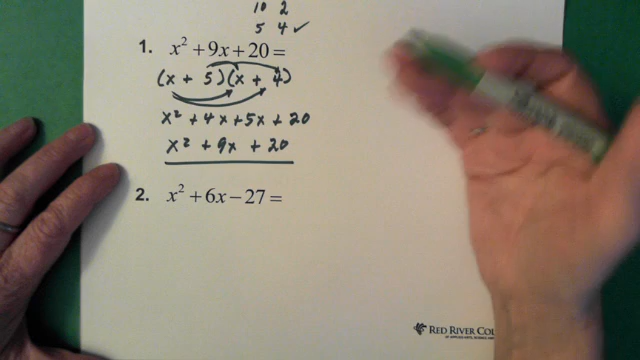 10 2
5 4 ✓
1. x² + 9x + 20 =
(x + 5)(x + 4)
x² + 4x + 5x + 20
x² + 9x + 20
2. x² + 6x − 27 =
RED RIVER COL